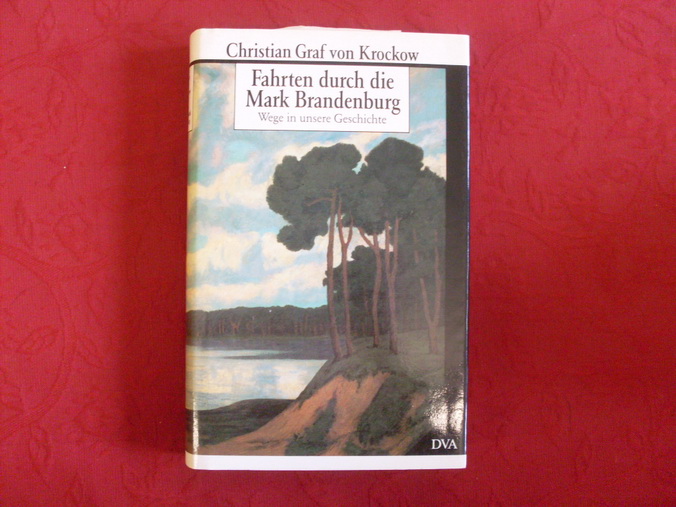 Christian Graf von Krockow
Fahrten durch die
Mark Brandenburg
Wege in unsere Geschichte
DVA